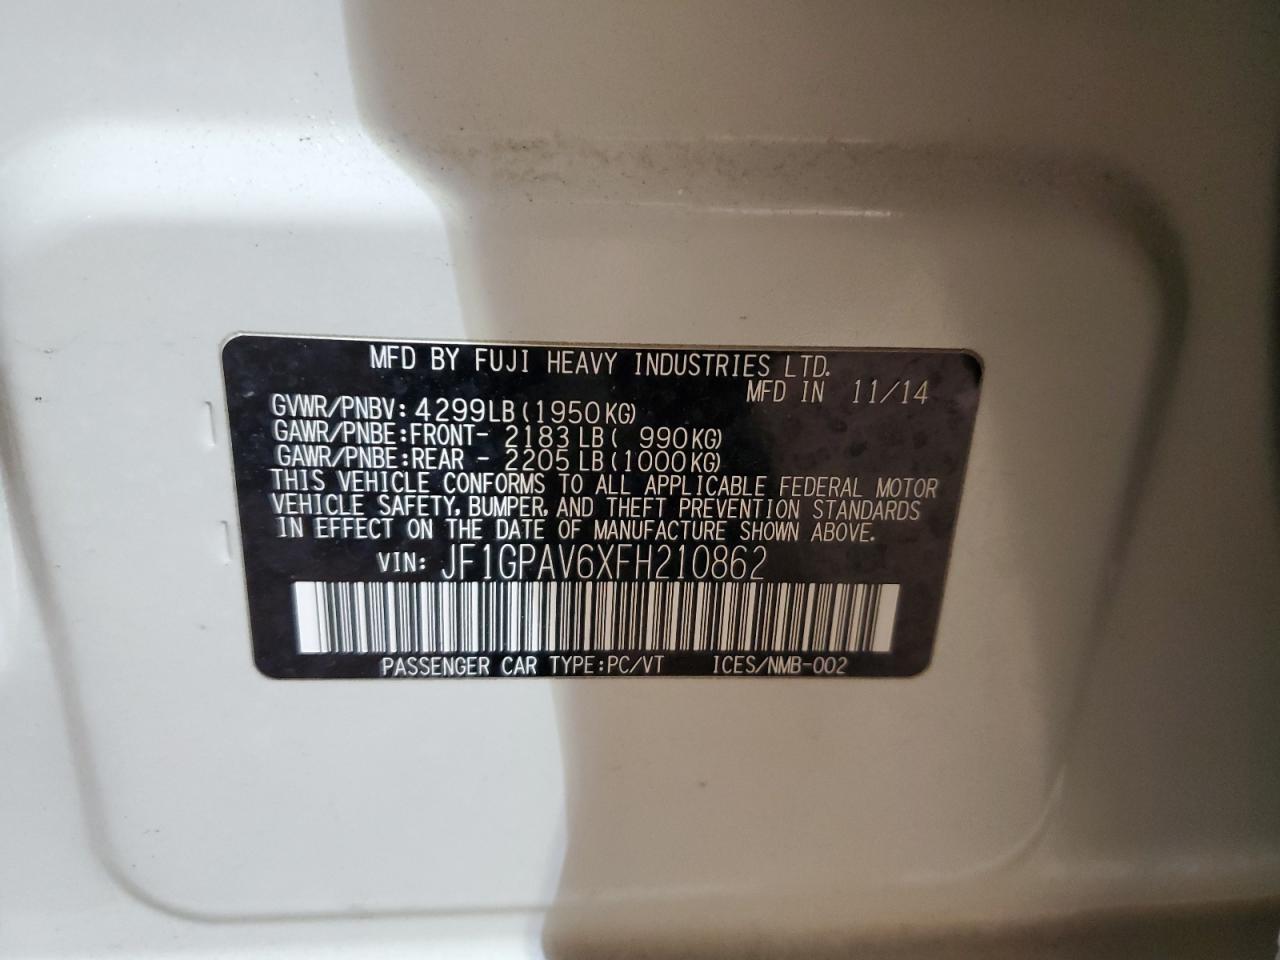 MFD BY FUJI HEAVY INDUSTRIES LTD.
MFD IN 11/14
GVWR/PNBV: 4299LB(1950KG)
GAWR/PNBE:FRONT- 2183LB( 990KG)
GAWR/PNBE:REAR - 2205LB(1000KG)
THIS VEHICLE CONFORMS TO ALL APPLICABLE FEDERAL MOTOR
VEHICLE SAFETY, BUMPER, AND THEFT PREVENTION STANDARDS
IN EFFECT ON THE DATE OF MANUFACTURE SHOWN ABOVE.
VIN: JF1GPAV6XFH210862
PASSENGER CAR TYPE:PC/VT ICES/NMB-002